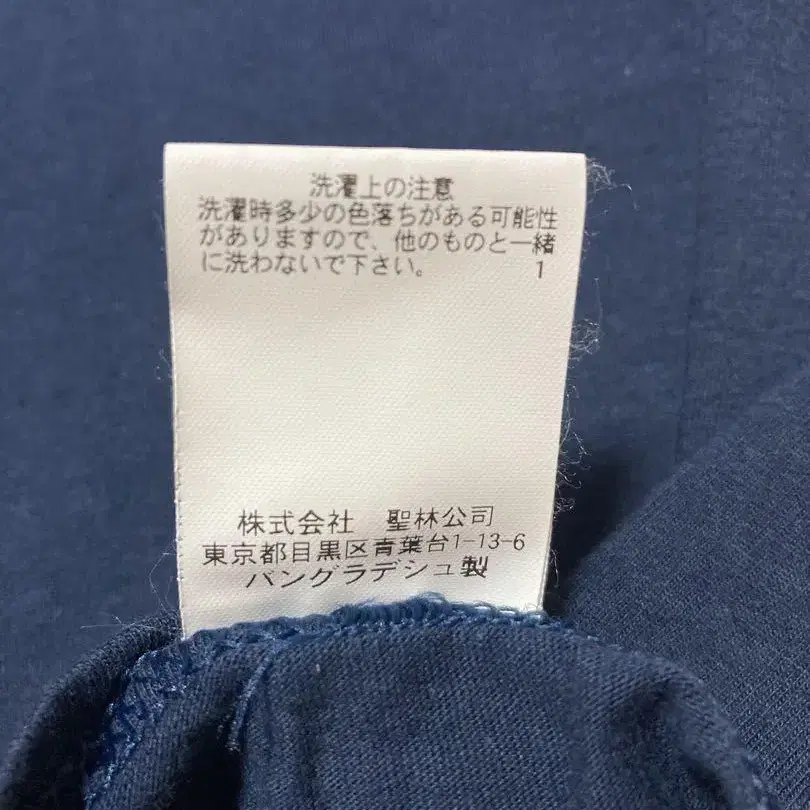 洗濯上の注意
洗濯時多少の色落ちがある可能性
がありますので、他のものと一緒
に洗わないで下さい。
1
株式会社　聖林公司
東京都目黒区青葉台1-13-6
バングラデシュ製